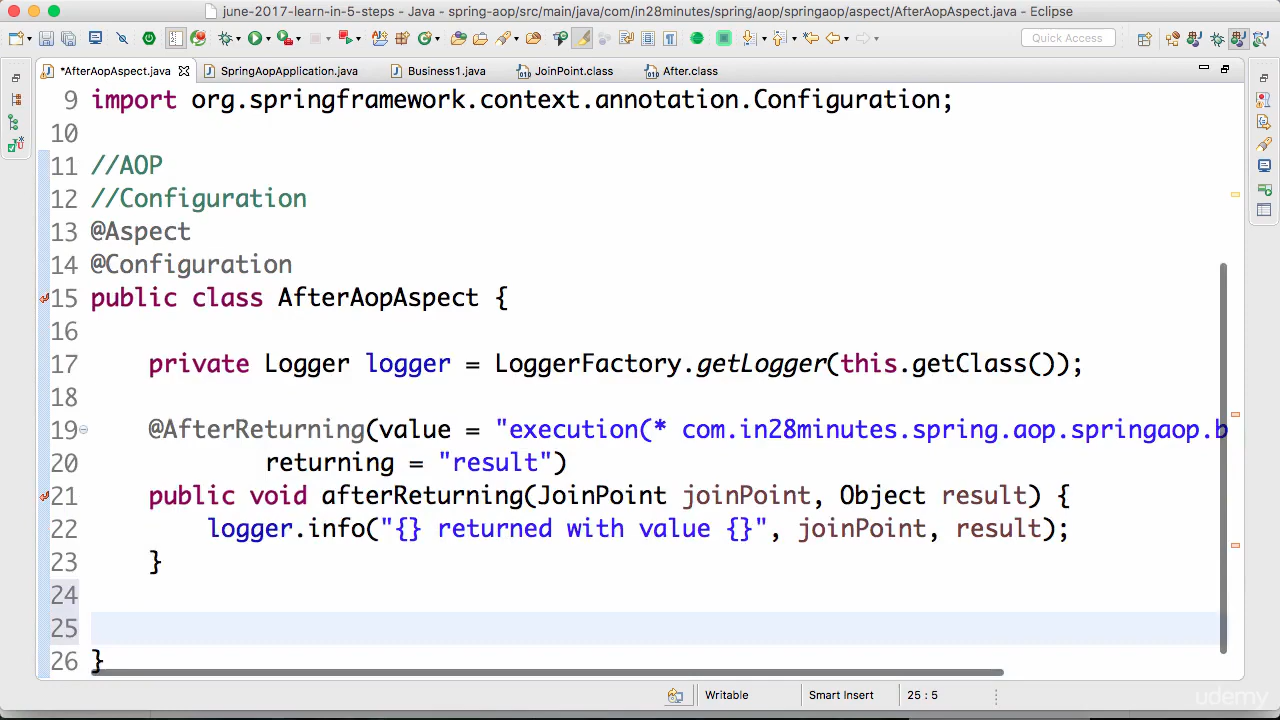 june-2017-learn-in-5-steps - Java - spring-aop/src/main/java/com/in28minutes/spring/aop/springaop/aspect/AfterAopAspect.java - Eclipse
Quick Access
*AfterAopAspect.java SpringAopApplication.java Business1.java JoinPoint.class After.class
9 import org.springframework.context.annotation.Configuration;
10
11 //AOP
12 //Configuration
13 @Aspect
14 @Configuration
15 public class AfterAopAspect {
16
17 private Logger logger = LoggerFactory.getLogger(this.getClass());
18
19 @AfterReturning(value = "execution(* com.in28minutes.spring.aop.springaop.b
20 returning = "result")
21 public void afterReturning(JoinPoint joinPoint, Object result) {
22 logger.info("{} returned with value {}", joinPoint, result);
23 }
24
25
26 }
Writable Smart Insert 25 : 5
udemy